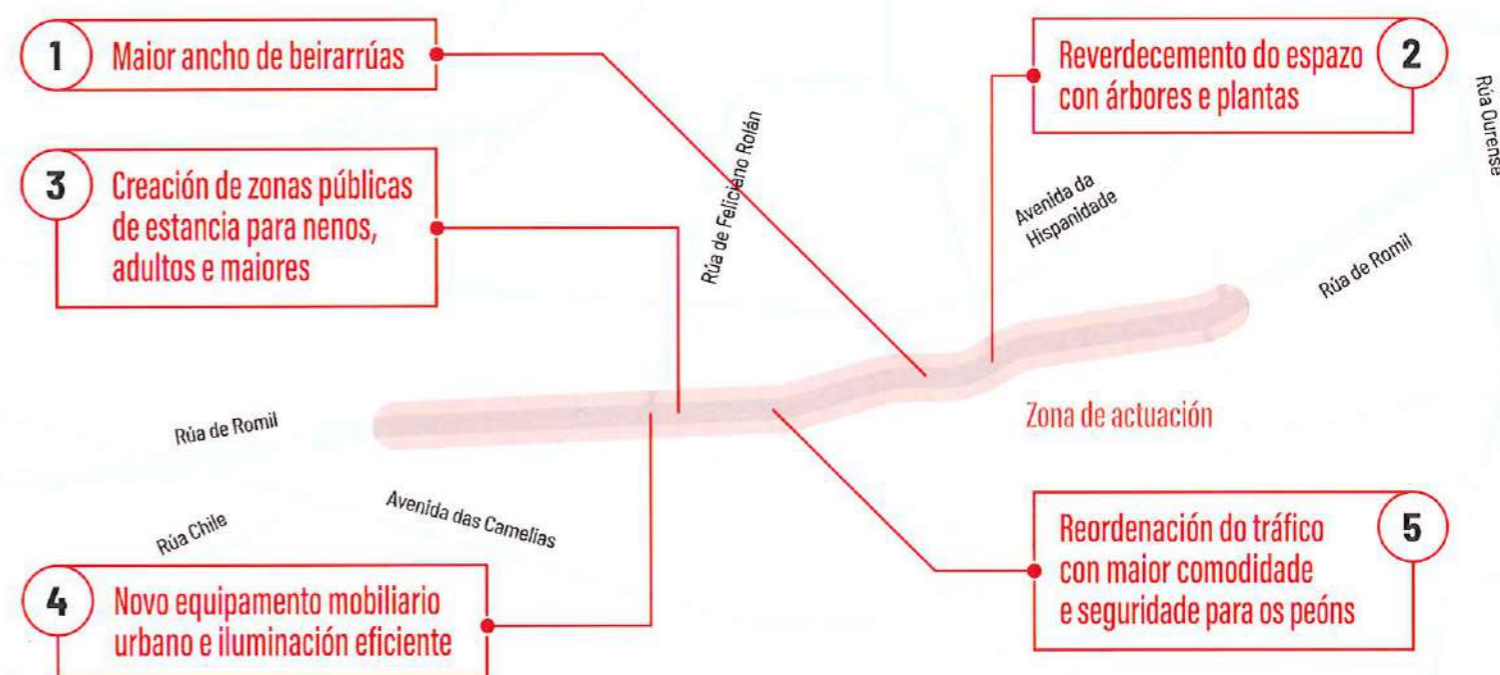 1
Maior ancho de beirarrúas
2
Reverdecemento do espazo
con árbores e plantas
3
Creación de zonas públicas
de estancia para nenos,
adultos e maiores
Rúa de Feliciano Rolán
Avenida da
Hispanidade
Rúa Ourense
Rúa de Romil
Rúa de Romil
Zona de actuación
Avenida das Camelias
Rúa Chile
4
Novo equipamento mobiliario
urbano e iluminación eficiente
5
Reordenación do tráfico
con maior comodidade
e seguridade para os peóns